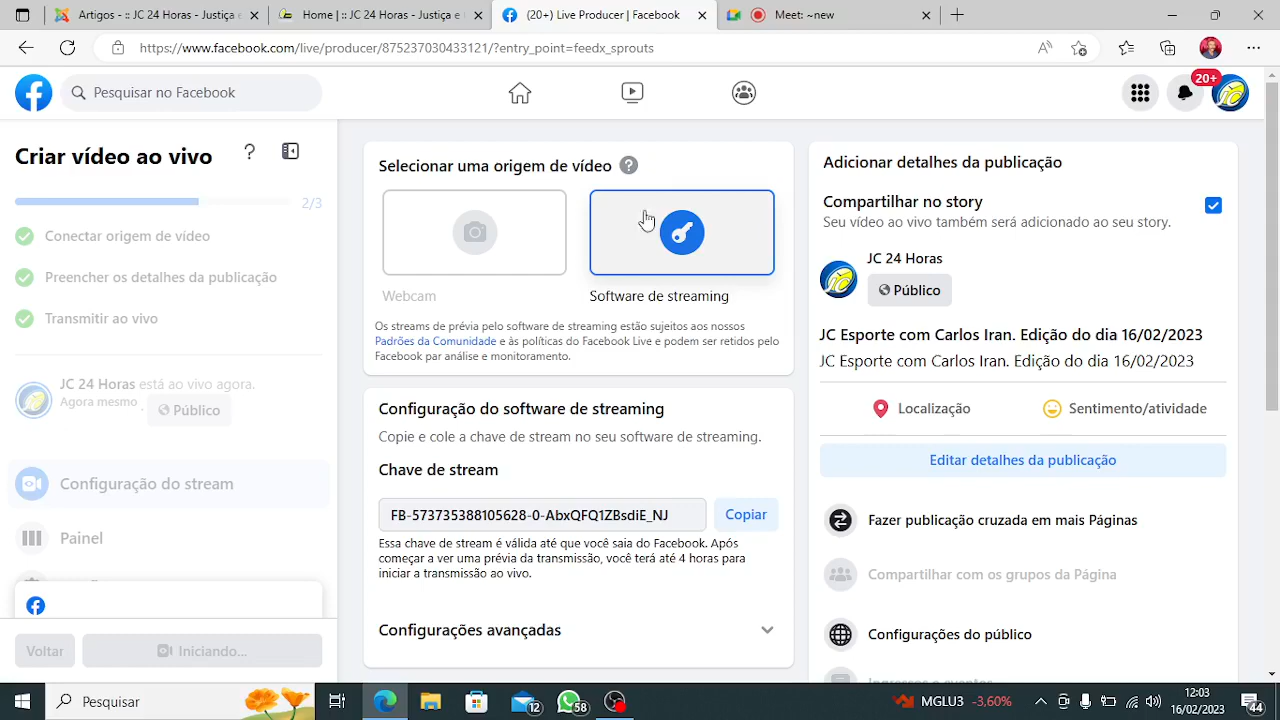 Justiça e
:: JC 24 Horas - Justiça e
(20+) Live Producer | Facebook
Meet: ~new
https://www.facebook.com/live/producer/875237030433121/?entry_point=feedx_sprouts
Pesquisar no Facebook
20+
Criar vídeo ao vivo
2/3
Conectar origem de vídeo
Preencher os detalhes da publicação
Transmitir ao vivo
JC 24 Horas está ao vivo agora.
Agora mesmo · Público
Configuração do stream
Painel
Voltar
Iniciando...
Selecionar uma origem de vídeo
Webcam
Software de streaming
Os streams de prévia pelo software de streaming estão sujeitos aos nossos
Padrões da Comunidade e às políticas do Facebook Live e podem ser retidos pelo
Facebook par análise e monitoramento.
Configuração do software de streaming
Copie e cole a chave de stream no seu software de streaming.
Chave de stream
FB-573735388105628-0-AbxQFQ1ZBsdiE_NJ
Copiar
Essa chave de stream é válida até que você saia do Facebook. Após
começar a ver uma prévia da transmissão, você terá até 4 horas para
iniciar a transmissão ao vivo.
Configurações avançadas
Adicionar detalhes da publicação
Compartilhar no story
Seu vídeo ao vivo também será adicionado ao seu story.
JC 24 Horas
Público
JC Esporte com Carlos Iran. Edição do dia 16/02/2023
JC Esporte com Carlos Iran. Edição do dia 16/02/2023
Localização
Sentimento/atividade
Editar detalhes da publicação
Fazer publicação cruzada em mais Páginas
Compartilhar com os grupos da Página
Configurações do público
Ingressos e eventos
Pesquisar
12
58
MGLU3 -3,60%
12:03
16/02/2023
44